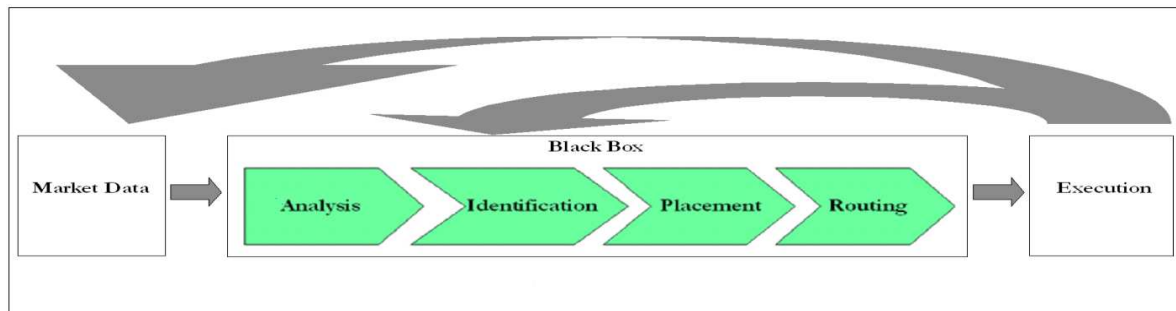 Black Box
Market Data
Analysis
Identification
Placement
Routing
Execution